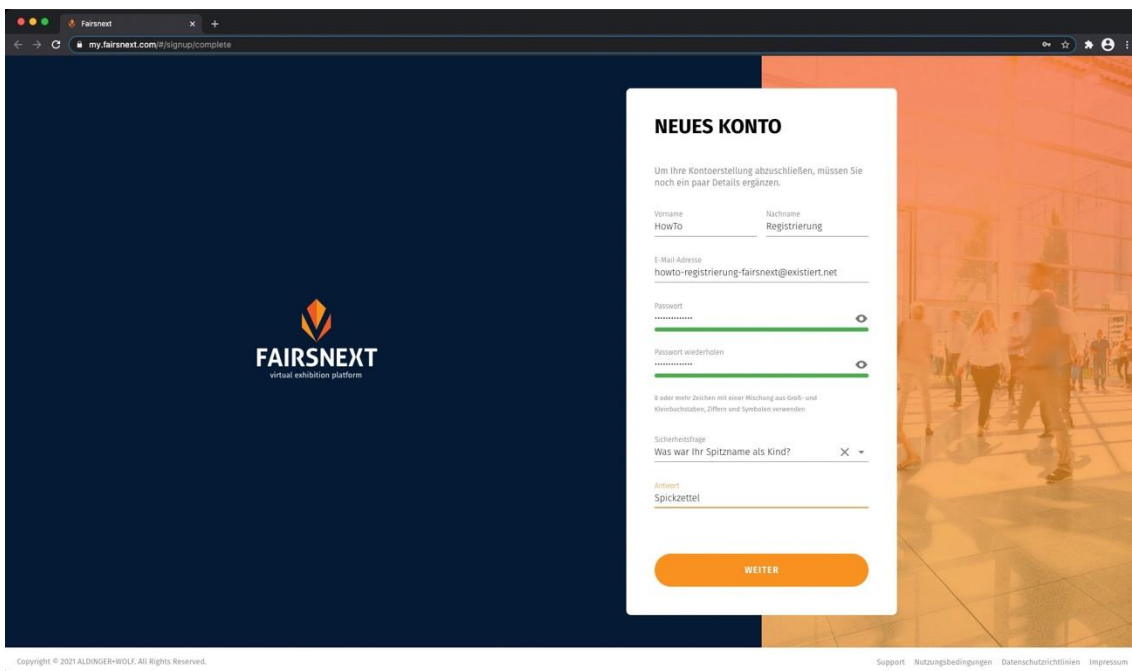 Fairsnext
my.fairsnext.com/#/signup/complete
NEUES KONTO
Um Ihre Kontoerstellung abzuschließen, müssen Sie
noch ein paar Details ergänzen.
Vorname
HowTo
Nachname
Registrierung
E-Mail-Adresse
howto-registrierung-fairsnext@existiert.net
Passwort
••••••••••••••
Passwort wiederholen
••••••••••••••
8 oder mehr Zeichen mit einer Mischung aus Groß- und
Kleinbuchstaben, Ziffern und Symbolen verwenden
Sicherheitsfrage
Was war Ihr Spitzname als Kind?
Antwort
Spickzettel
WEITER
FAIRSNEXT
virtual exhibition platform
Copyright © 2021 ALDINGER+WOLF. All Rights Reserved.
Support Nutzungsbedingungen Datenschutzrichtlinien Impressum